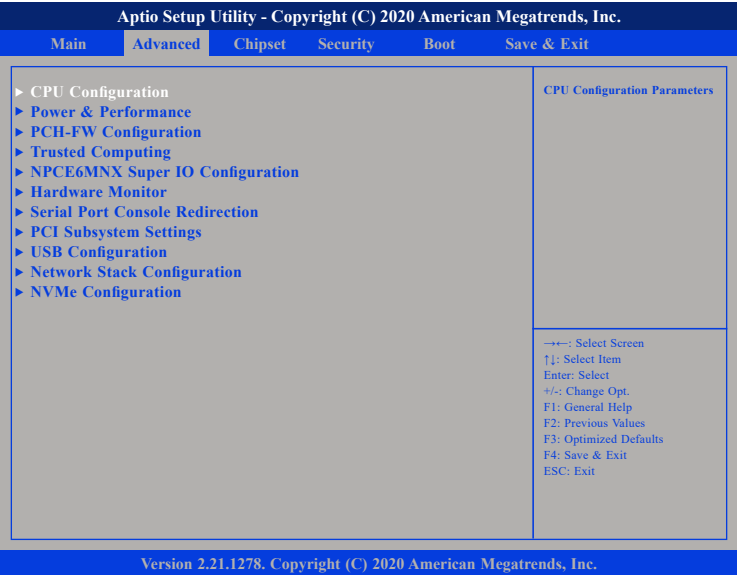 Aptio Setup Utility - Copyright (C) 2020 American Megatrends, Inc.
Main Advanced Chipset Security Boot Save & Exit
► CPU Configuration
► Power & Performance
► PCH-FW Configuration
► Trusted Computing
► NPCE6MNX Super IO Configuration
► Hardware Monitor
► Serial Port Console Redirection
► PCI Subsystem Settings
► USB Configuration
► Network Stack Configuration
► NVMe Configuration
CPU Configuration Parameters
→←: Select Screen
↑↓: Select Item
Enter: Select
+/-: Change Opt.
F1: General Help
F2: Previous Values
F3: Optimized Defaults
F4: Save & Exit
ESC: Exit
Version 2.21.1278. Copyright (C) 2020 American Megatrends, Inc.